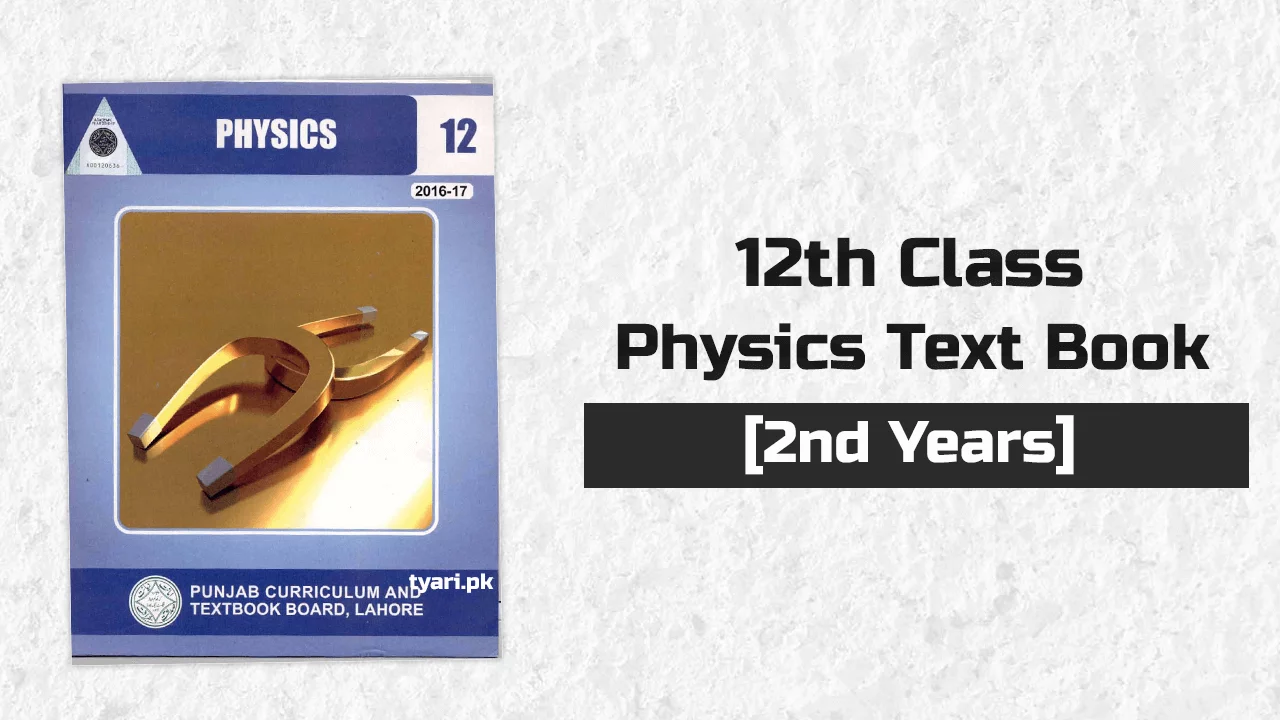 PHYSICS
12
A00320636
2016-17
PUNJAB CURRICULUM AND
TEXTBOOK BOARD, LAHORE
tyari.pk
12th Class
Physics Text Book
[2nd Years]